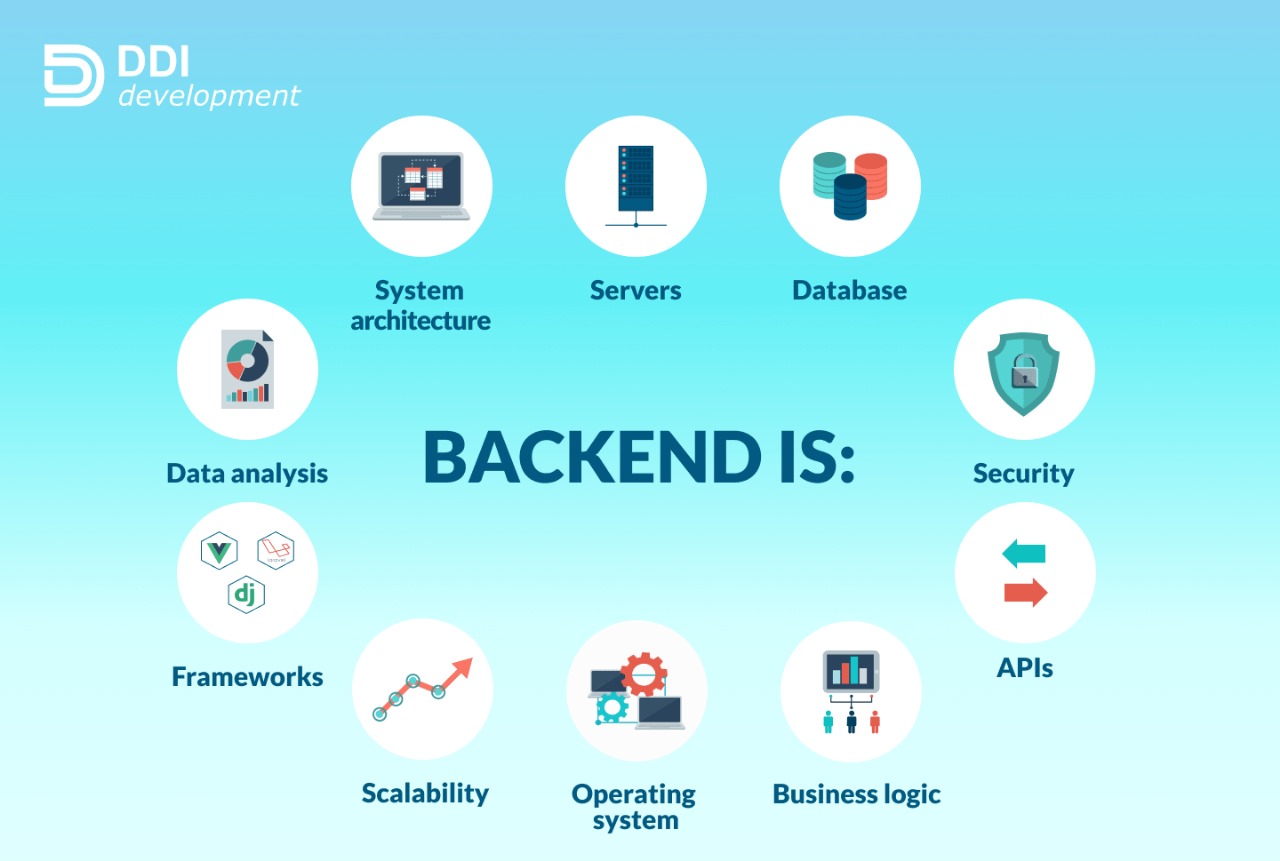 DDI
development
System
architecture
Servers
Database
Data analysis
BACKEND IS:
Security
laravel
dj
Frameworks
APIs
Scalability
Operating
system
Business logic